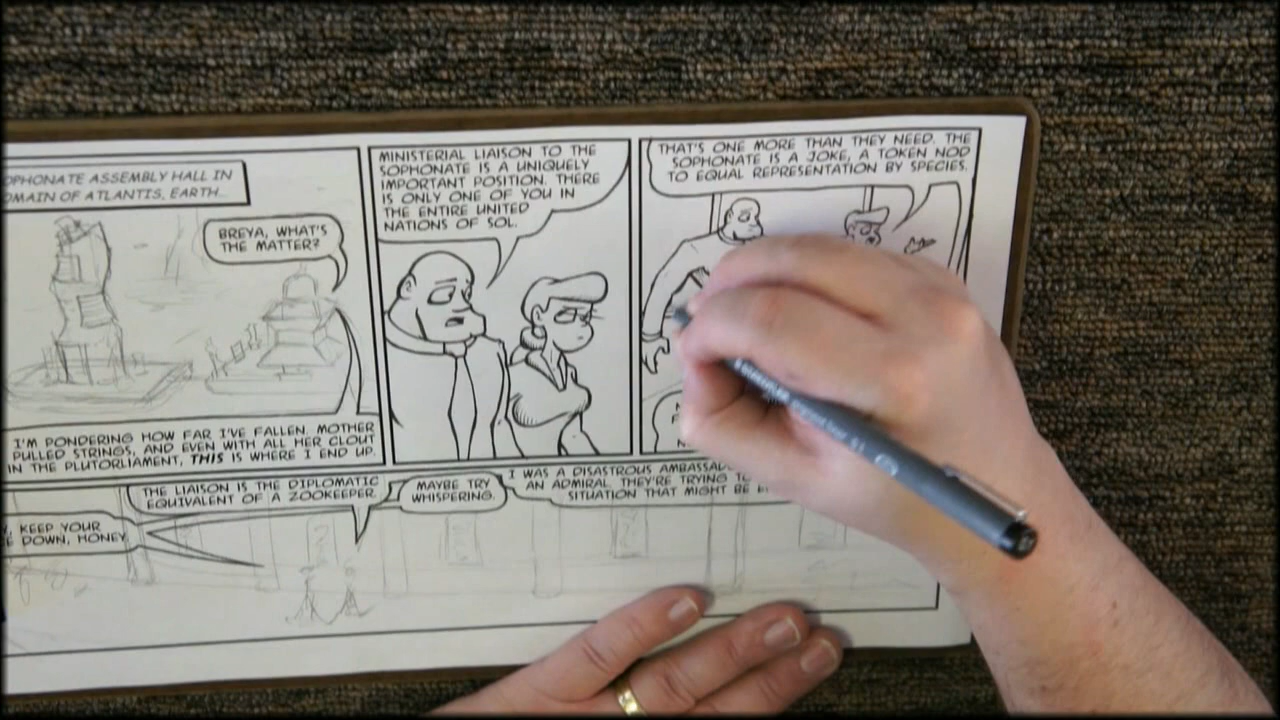 SOPHONATE ASSEMBLY HALL IN
DOMAIN OF ATLANTIS, EARTH...
BREYA, WHAT'S
THE MATTER?
I'M PONDERING HOW FAR I'VE FALLEN. MOTHER
PULLED STRINGS, AND EVEN WITH ALL HER CLOUT
IN THE PLUTORLIAMENT, THIS IS WHERE I END UP.
MINISTERIAL LIAISON TO THE
SOPHONATE IS A UNIQUELY
IMPORTANT POSITION. THERE
IS ONLY ONE OF YOU IN
THE ENTIRE UNITED
NATIONS OF SOL.
THAT'S ONE MORE THAN THEY NEED. THE
SOPHONATE IS A JOKE, A TOKEN NOD
TO EQUAL REPRESENTATION BY SPECIES.
KEEP YOUR
DOWN, HONEY
THE LIAISON IS THE DIPLOMATIC
EQUIVALENT OF A ZOOKEEPER.
MAYBE TRY
WHISPERING.
I WAS A DISASTROUS
AN ADMIRAL. THEY'RE TRYING
SITUATION THAT MIGHT BE
STAEDTLER